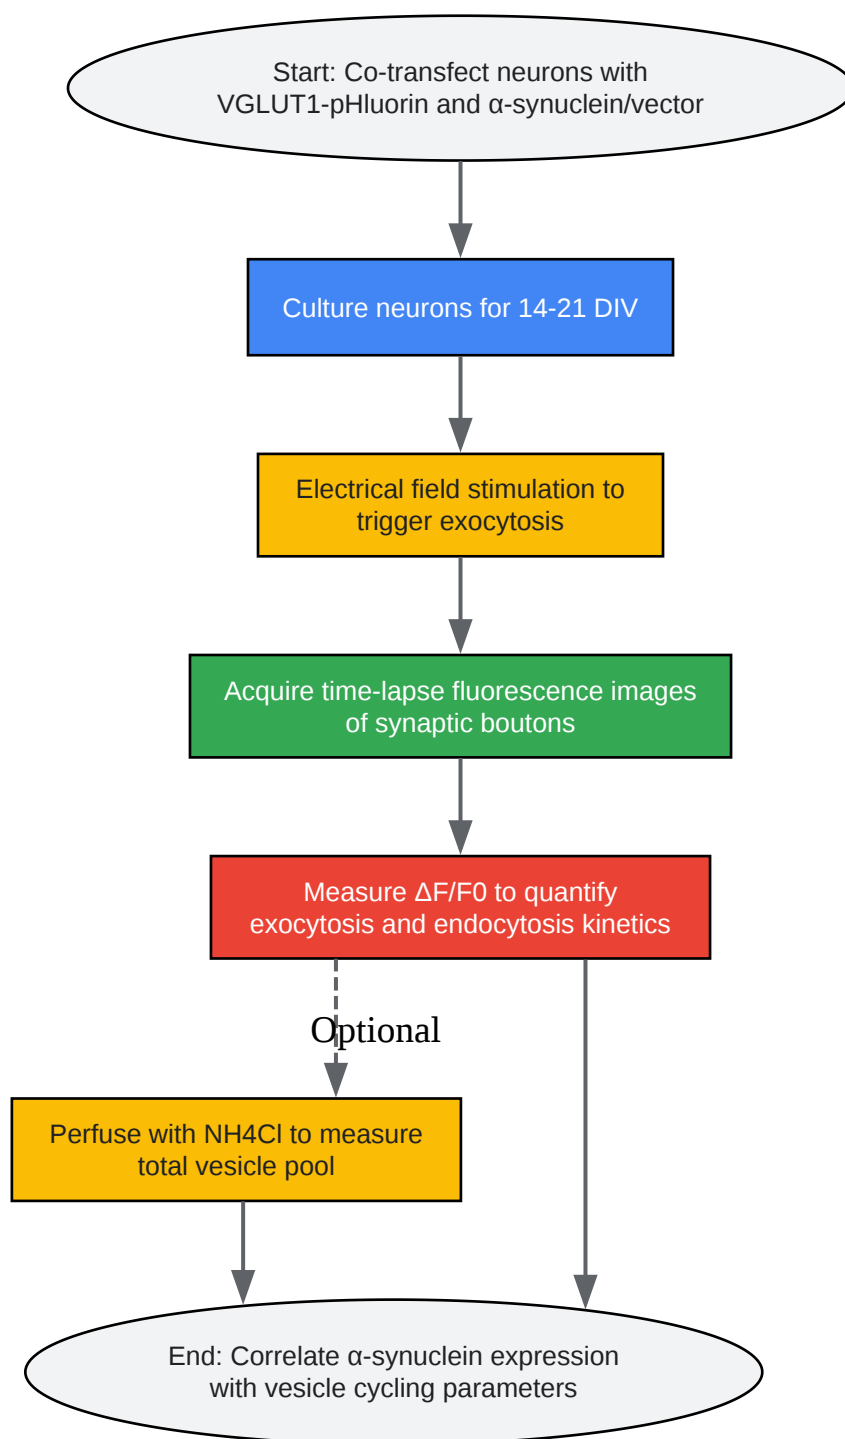 Start: Co-transfect neurons with
VGLUT1-pHluorin and α-synuclein/vector
Culture neurons for 14-21 DIV
Electrical field stimulation to
trigger exocytosis
Acquire time-lapse fluorescence images
of synaptic boutons
Measure ΔF/F0 to quantify
exocytosis and endocytosis kinetics
Optional
Perfuse with NH4Cl to measure
total vesicle pool
End: Correlate α-synuclein expression
with vesicle cycling parameters